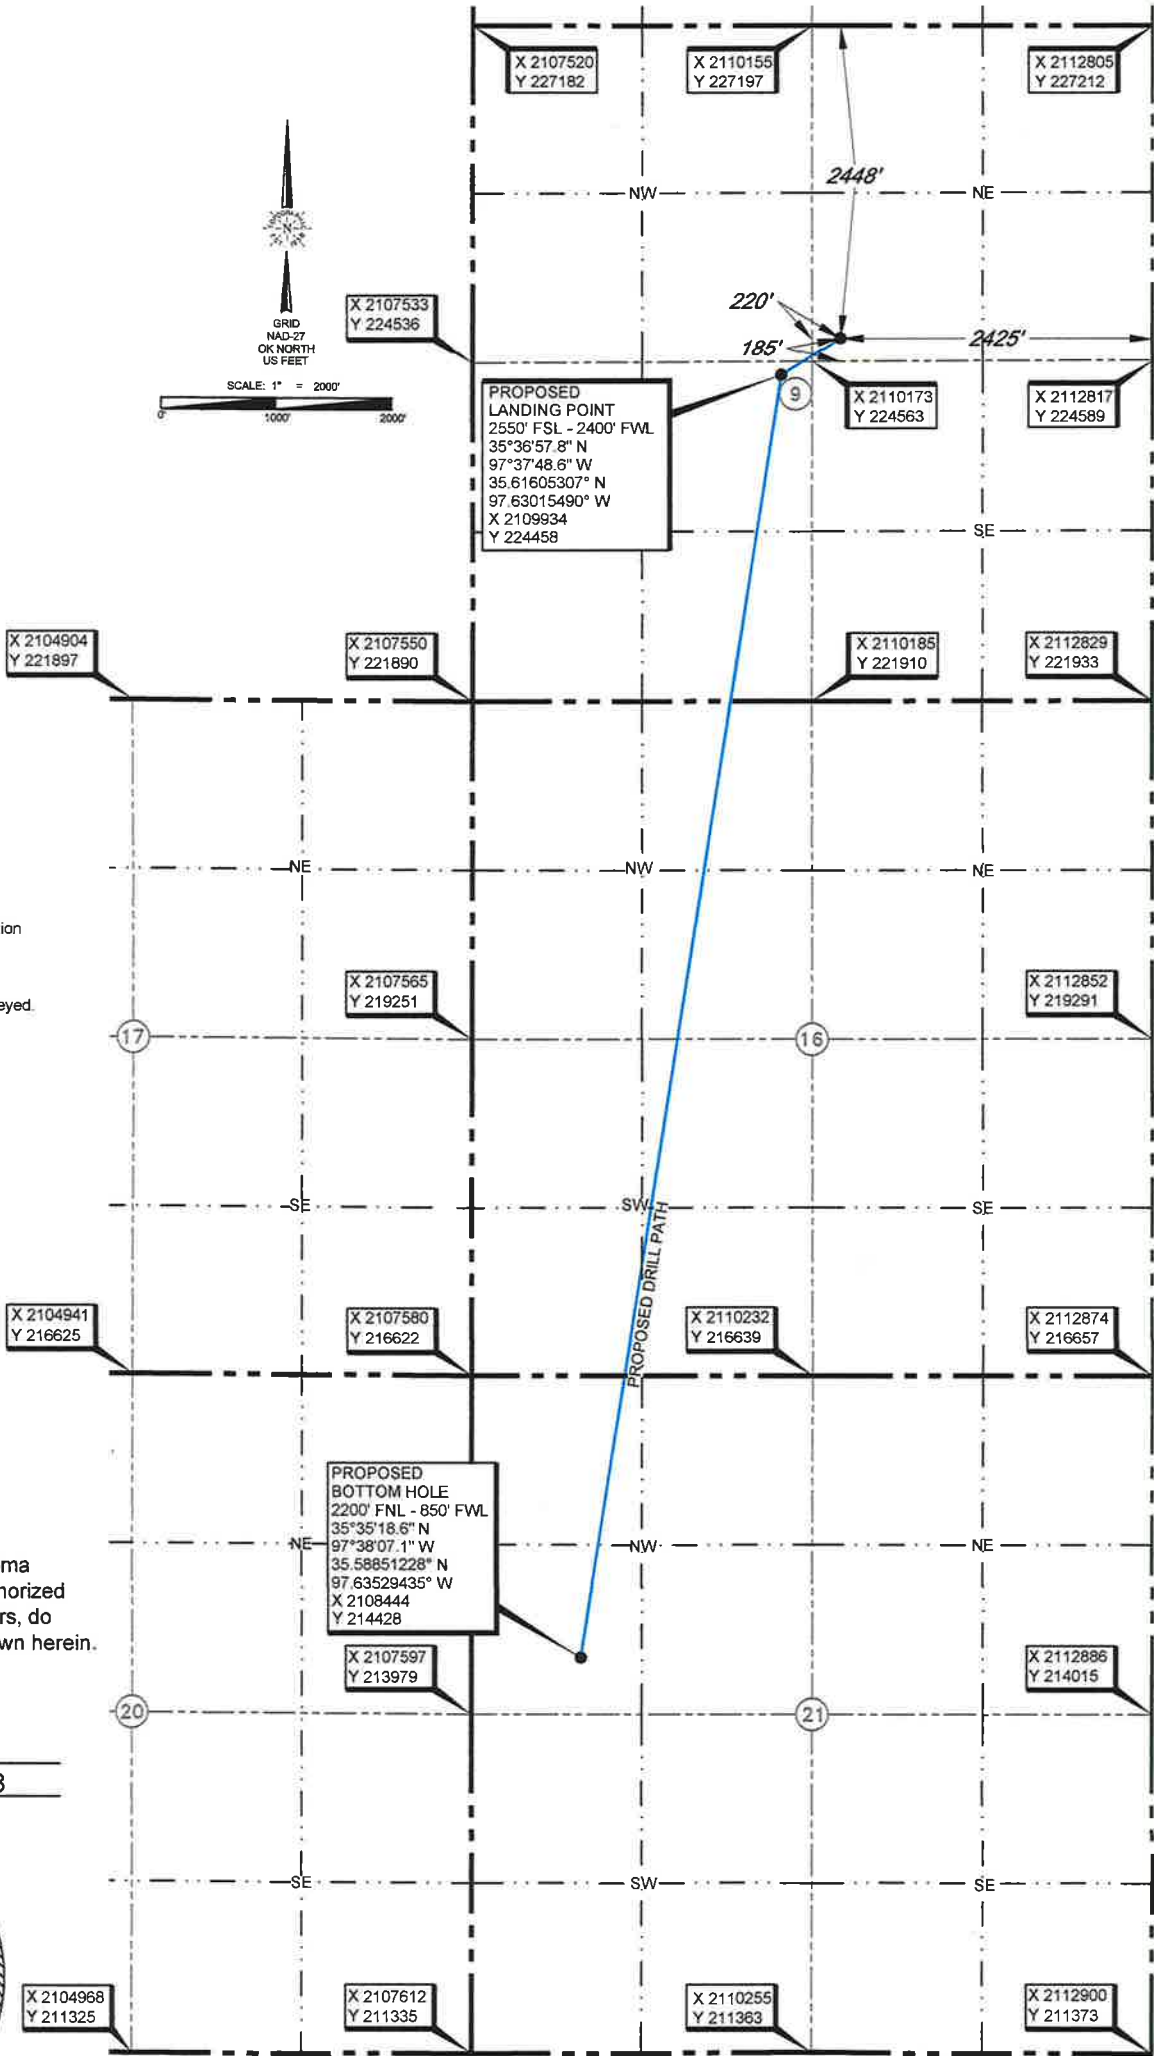 X 2107520
Y 227182
X 2110155
Y 227197
X 2112805
Y 227212
2448'
NW
NE
N
GRID
NAD-27
OK NORTH
US FEET
SCALE: 1" = 2000'
0'
1000'
2000'
X 2107533
Y 224536
220'
185'
2425'
9
PROPOSED
LANDING POINT
2550' FSL - 2400' FWL
35°36'57.8" N
97°37'48.6" W
35.61605307° N
97.63015490° W
X 2109934
Y 224458
X 2110173
Y 224563
X 2112817
Y 224589
SE
X 2104904
Y 221897
X 2107550
Y 221890
X 2110185
Y 221910
X 2112829
Y 221933
NE
NW
NE
ion
eyed.
X 2107565
Y 219251
X 2112852
Y 219291
17
16
SE
SW
SE
PROPOSED DRILL PATH
X 2104941
Y 216625
X 2107580
Y 216622
X 2110232
Y 216639
X 2112874
Y 216657
PROPOSED
BOTTOM HOLE
2200' FNL - 850' FWL
35°35'18.6" N
97°38'07.1" W
35.58851228° N
97.63529435° W
X 2108444
Y 214428
NE
NW
NE
ma
norized
rs, do
wn herein.
X 2107597
Y 213979
X 2112886
Y 214015
20
21
SE
SW
SE
X 2104968
Y 211325
X 2107612
Y 211335
X 2110255
Y 211363
X 2112900
Y 211373